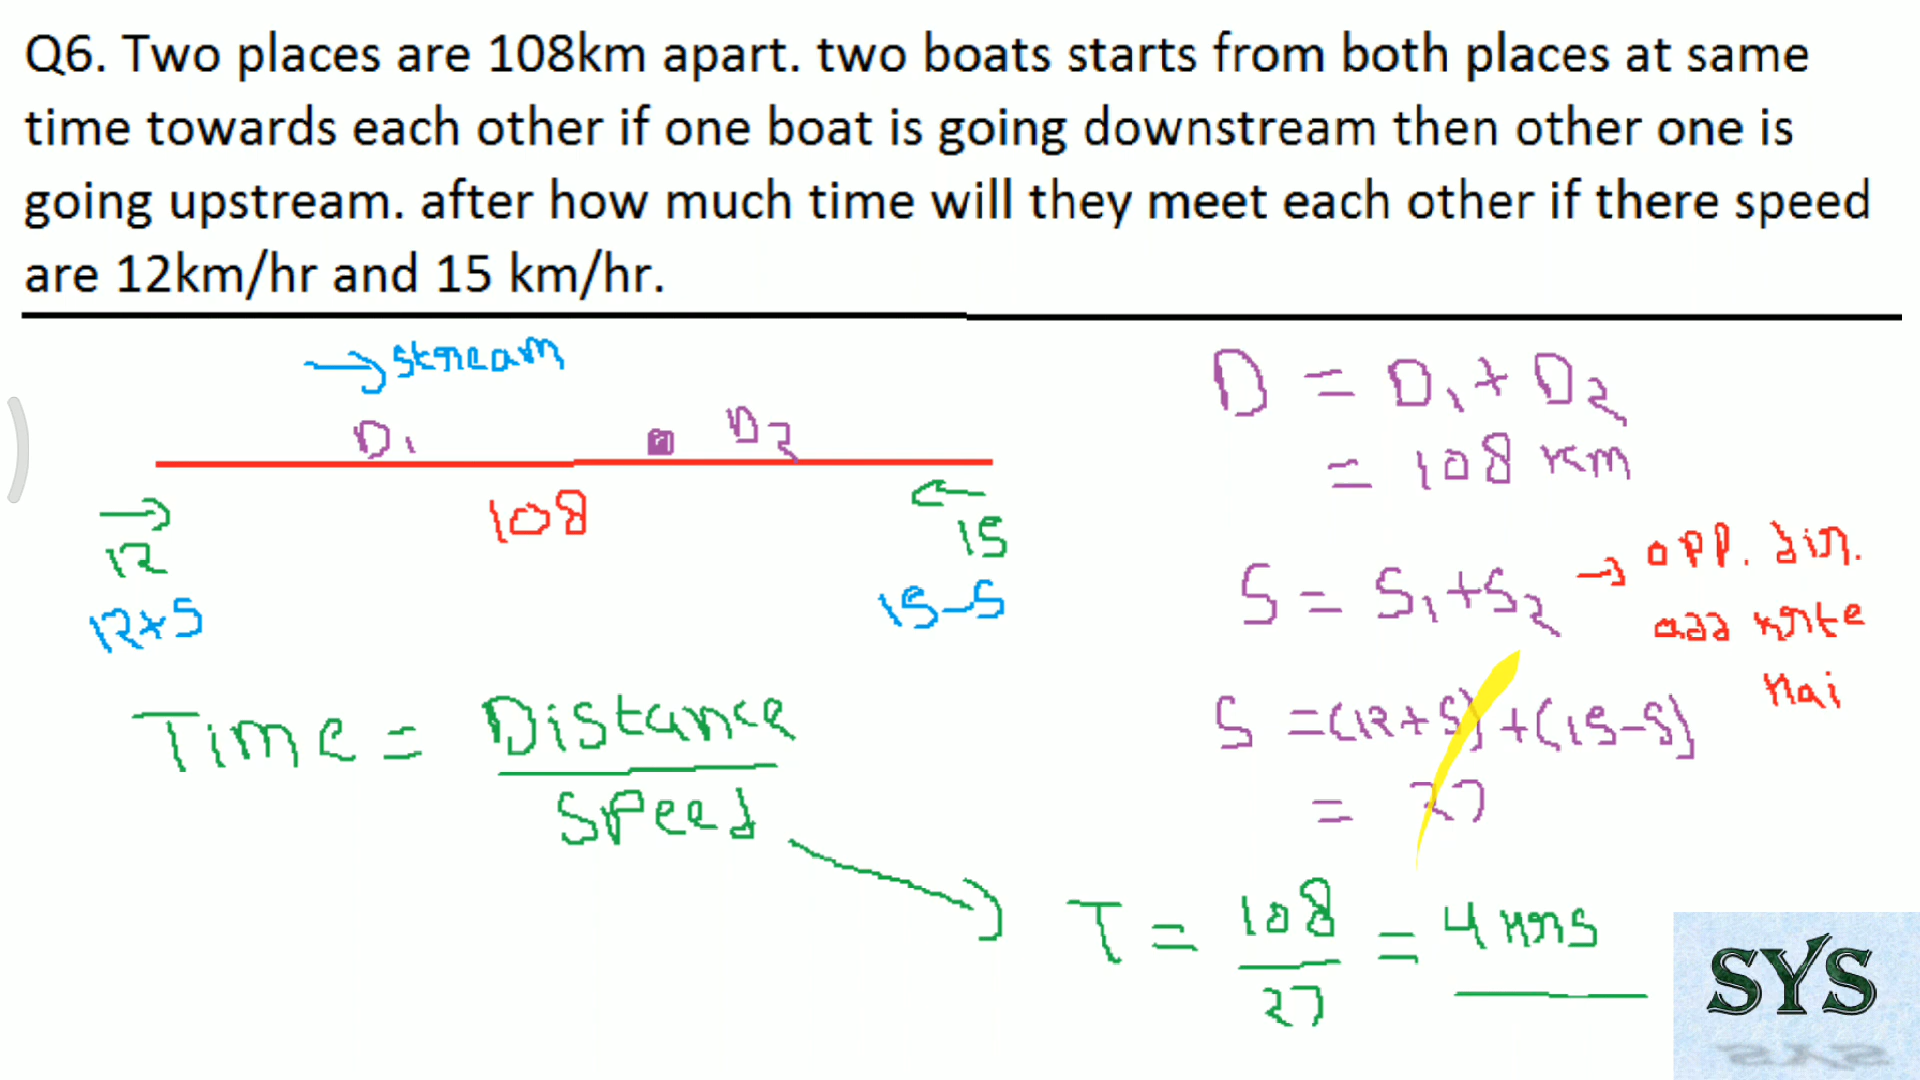 Q6. Two places are 108km apart. two boats starts from both places at same
time towards each other if one boat is going downstream then other one is
going upstream. after how much time will they meet each other if there speed
are 12km/hr and 15 km/hr.
→ stream
D1 D2
108
→ ←
12 15
12+S 15-S
Time = Distance
Speed
D = D1 + D2
= 108 km
S = S1+S2 → opp. dir.
add krte
hai
S =(12+S)+(15-S)
= 27
T = 108/27 = 4 hrs
SYS